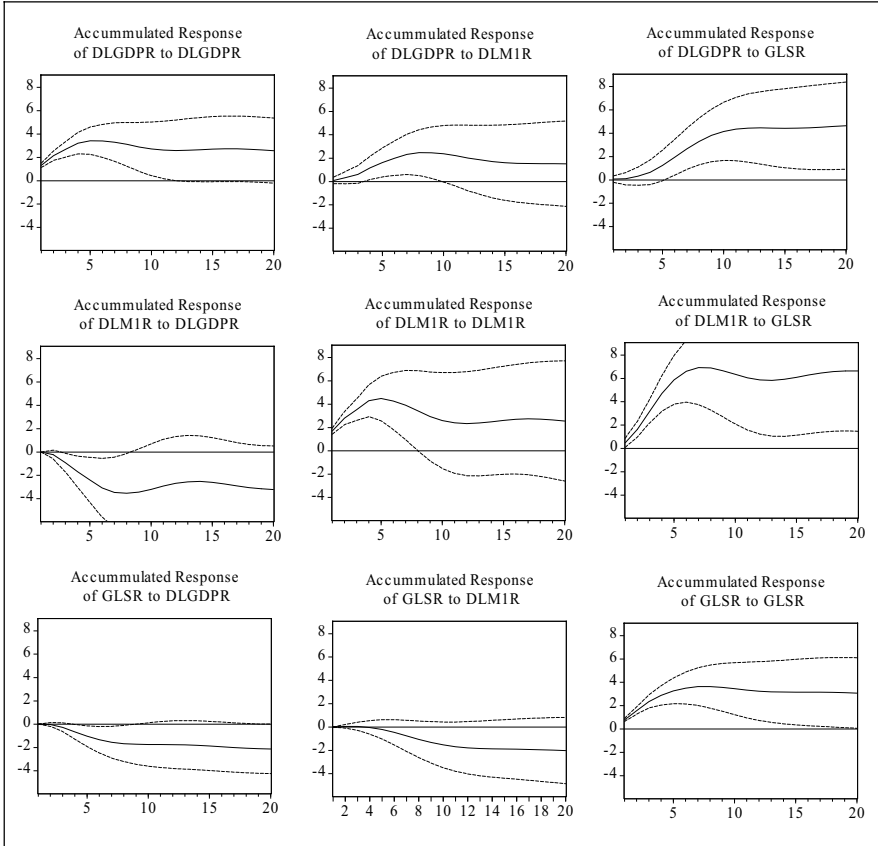 Accummulated Response
of DLGDPR to DLGDPR
8
6
4
2
0
-2
-4
5 10 15 20
Accummulated Response
of DLGDPR to DLM1R
8
6
4
2
0
-2
-4
5 10 15 20
Accummulated Response
of DLGDPR to GLSR
8
6
4
2
0
-2
-4
5 10 15 20
Accummulated Response
of DLM1R to DLGDPR
8
6
4
2
0
-2
-4
5 10 15 20
Accummulated Response
of DLM1R to DLM1R
8
6
4
2
0
-2
-4
5 10 15 20
Accummulated Response
of DLM1R to GLSR
8
6
4
2
0
-2
-4
5 10 15 20
Accummulated Response
of GLSR to DLGDPR
8
6
4
2
0
-2
-4
5 10 15 20
Accummulated Response
of GLSR to DLM1R
8
6
4
2
0
-2
-4
2 4 6 8 10 12 14 16 18 20
Accummulated Response
of GLSR to GLSR
8
6
4
2
0
-2
-4
5 10 15 20